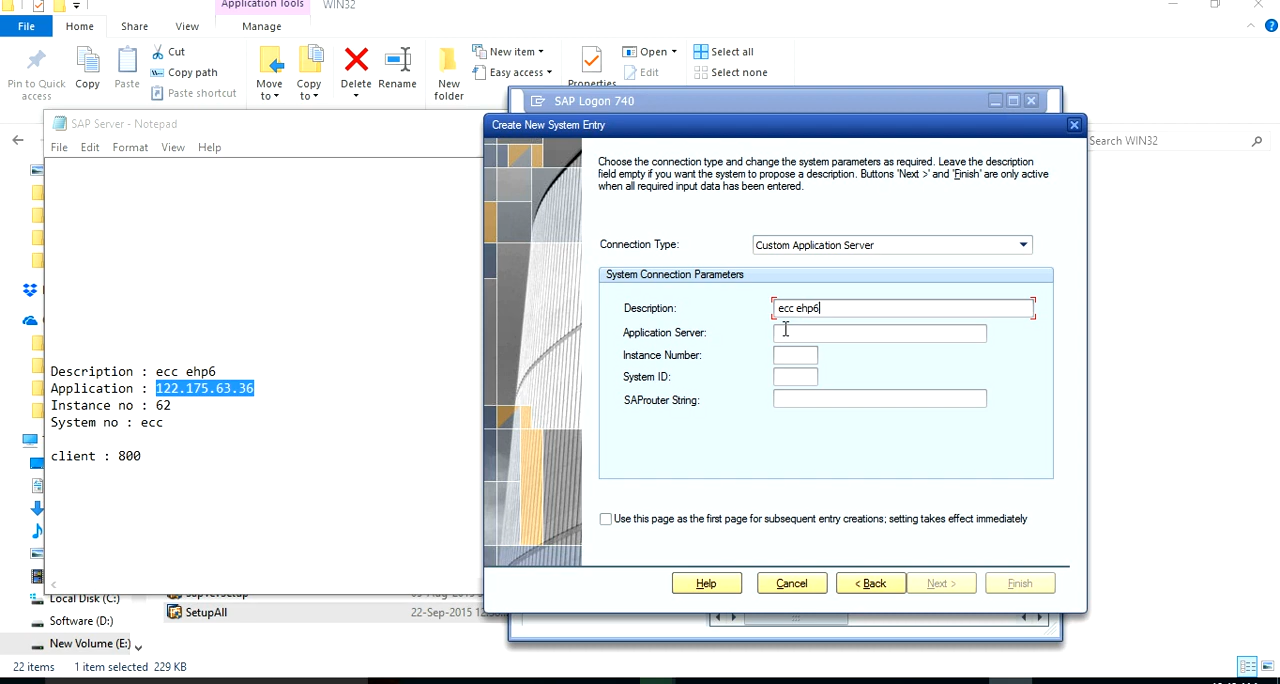 Application Tools
WIN32
File
Home
Share
View
Manage
Pin to Quick access
Copy
Paste
Cut
Copy path
Paste shortcut
Move to
Copy to
Delete
Rename
New folder
New item
Easy access
Properties
Open
Edit
Select all
Select none
SAP Logon 740
SAP Server - Notepad
File Edit Format View Help
Search WIN32
Create New System Entry
Choose the connection type and change the system parameters as required. Leave the description
field empty if you want the system to propose a description. Buttons 'Next >' and 'Finish' are only active
when all required input data has been entered.
Connection Type: Custom Application Server
System Connection Parameters
Description: ecc ehp6
Application Server:
Instance Number:
System ID:
SAProuter String:
Use this page as the first page for subsequent entry creations; setting takes effect immediately
Help
Cancel
< Back
Next >
Finish
Description : ecc ehp6
Application : 122.175.63.36
Instance no : 62
System no : ecc
client : 800
Local Disk (C:)
Software (D:)
New Volume (E:)
SetupAll
22-Sep-2015
22 items
1 item selected 229 KB